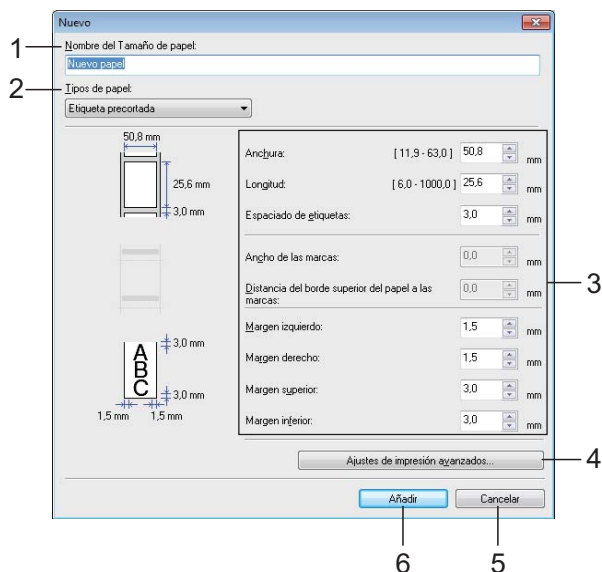 Nuevo
1
Nombre del Tamaño de papel:
Nuevo papel
2
Tipos de papel:
Etiqueta precortada
50,8 mm
25,6 mm
3,0 mm
Anchura: [ 11,9 - 63,0 ] 50,8 mm
Longitud: [ 6,0 - 1000,0 ] 25,6 mm
Espaciado de etiquetas: 3,0 mm
Ancho de las marcas: 0,0 mm
Distancia del borde superior del papel a las
marcas: 0,0 mm
3
A
B
C
3,0 mm
3,0 mm
1,5 mm 1,5 mm
Margen izquierdo: 1,5 mm
Margen derecho: 1,5 mm
Margen superior: 3,0 mm
Margen inferior: 3,0 mm
Ajustes de impresión avanzados...
4
Añadir Cancelar
6 5